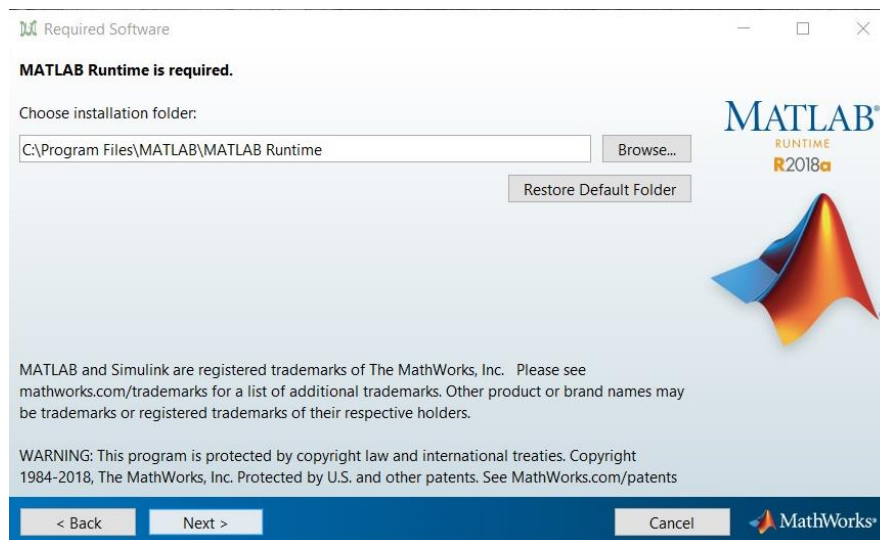 Required Software
MATLAB Runtime is required.
Choose installation folder:
C:\Program Files\MATLAB\MATLAB Runtime
Browse...
Restore Default Folder
MATLAB®
RUNTIME
R2018a
MATLAB and Simulink are registered trademarks of The MathWorks, Inc.   Please see
mathworks.com/trademarks for a list of additional trademarks. Other product or brand names may
be trademarks or registered trademarks of their respective holders.
WARNING: This program is protected by copyright law and international treaties. Copyright
1984-2018, The MathWorks, Inc. Protected by U.S. and other patents. See MathWorks.com/patents
< Back
Next >
Cancel
MathWorks®